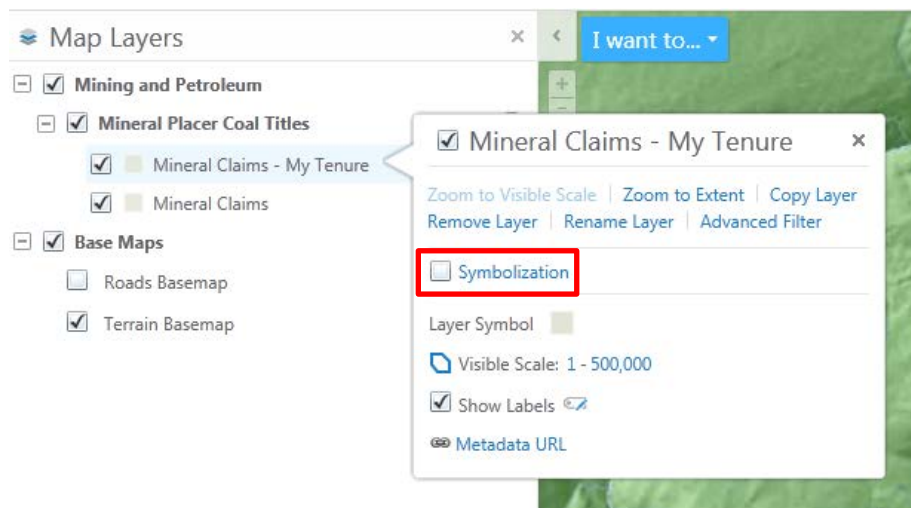 Map Layers
I want to...
Mining and Petroleum
Mineral Placer Coal Titles
Mineral Claims - My Tenure
Mineral Claims
Base Maps
Roads Basemap
Terrain Basemap
Mineral Claims - My Tenure
Zoom to Visible Scale | Zoom to Extent | Copy Layer
Remove Layer | Rename Layer | Advanced Filter
Symbolization
Layer Symbol
Visible Scale: 1 - 500,000
Show Labels
Metadata URL